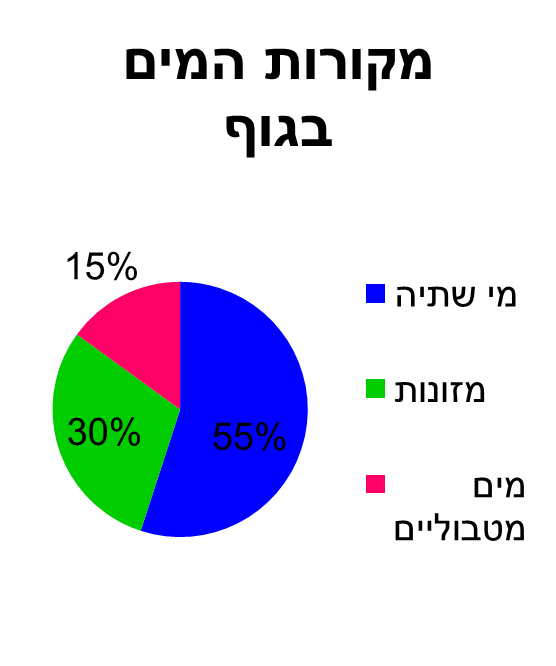 מקורות המים
בגוף
15%
30%
55%
מי שתיה
מזונות
מים
מטבוליים